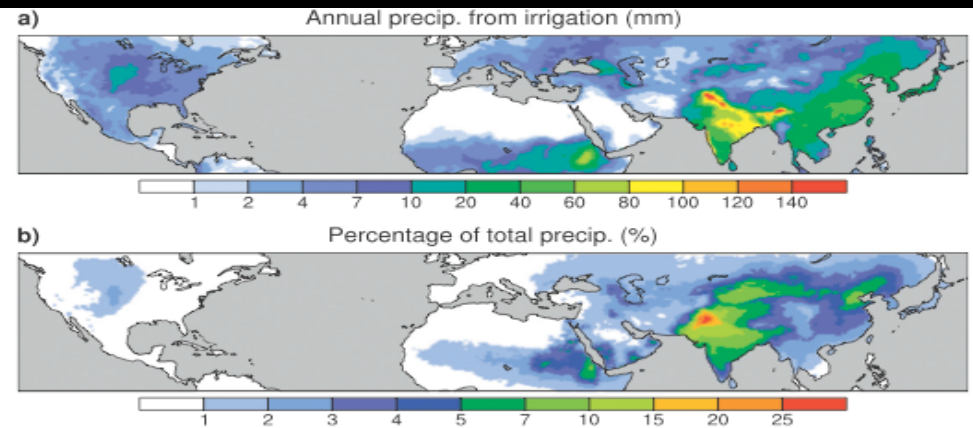 a) Annual precip. from irrigation (mm)
1 2 4 7 10 20 40 60 80 100 120 140
b) Percentage of total precip. (%)
1 2 3 4 5 7 10 15 20 25